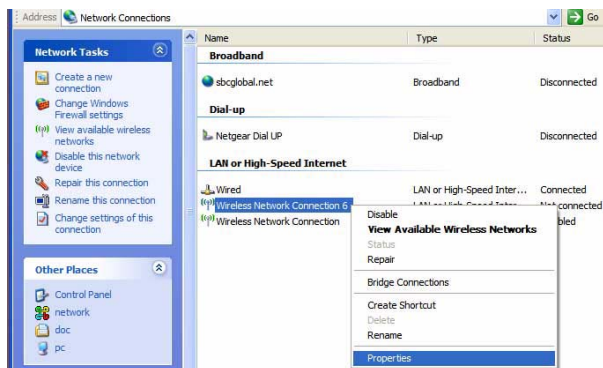 Address Network Connections Go
Network Tasks
Create a new
connection
Change Windows
Firewall settings
View available wireless
networks
Disable this network
device
Repair this connection
Rename this connection
Change settings of this
connection
Other Places
Control Panel
network
doc
pc
Name Type Status
Broadband
sbcglobal.net Broadband Disconnected
Dial-up
Netgear Dial UP Dial-up Disconnected
LAN or High-Speed Internet
Wired LAN or High-Speed Inter... Connected
Wireless Network Connection 6 connected
Wireless Network Connection bled
Disable
View Available Wireless Networks
Status
Repair
Bridge Connections
Create Shortcut
Delete
Rename
Properties